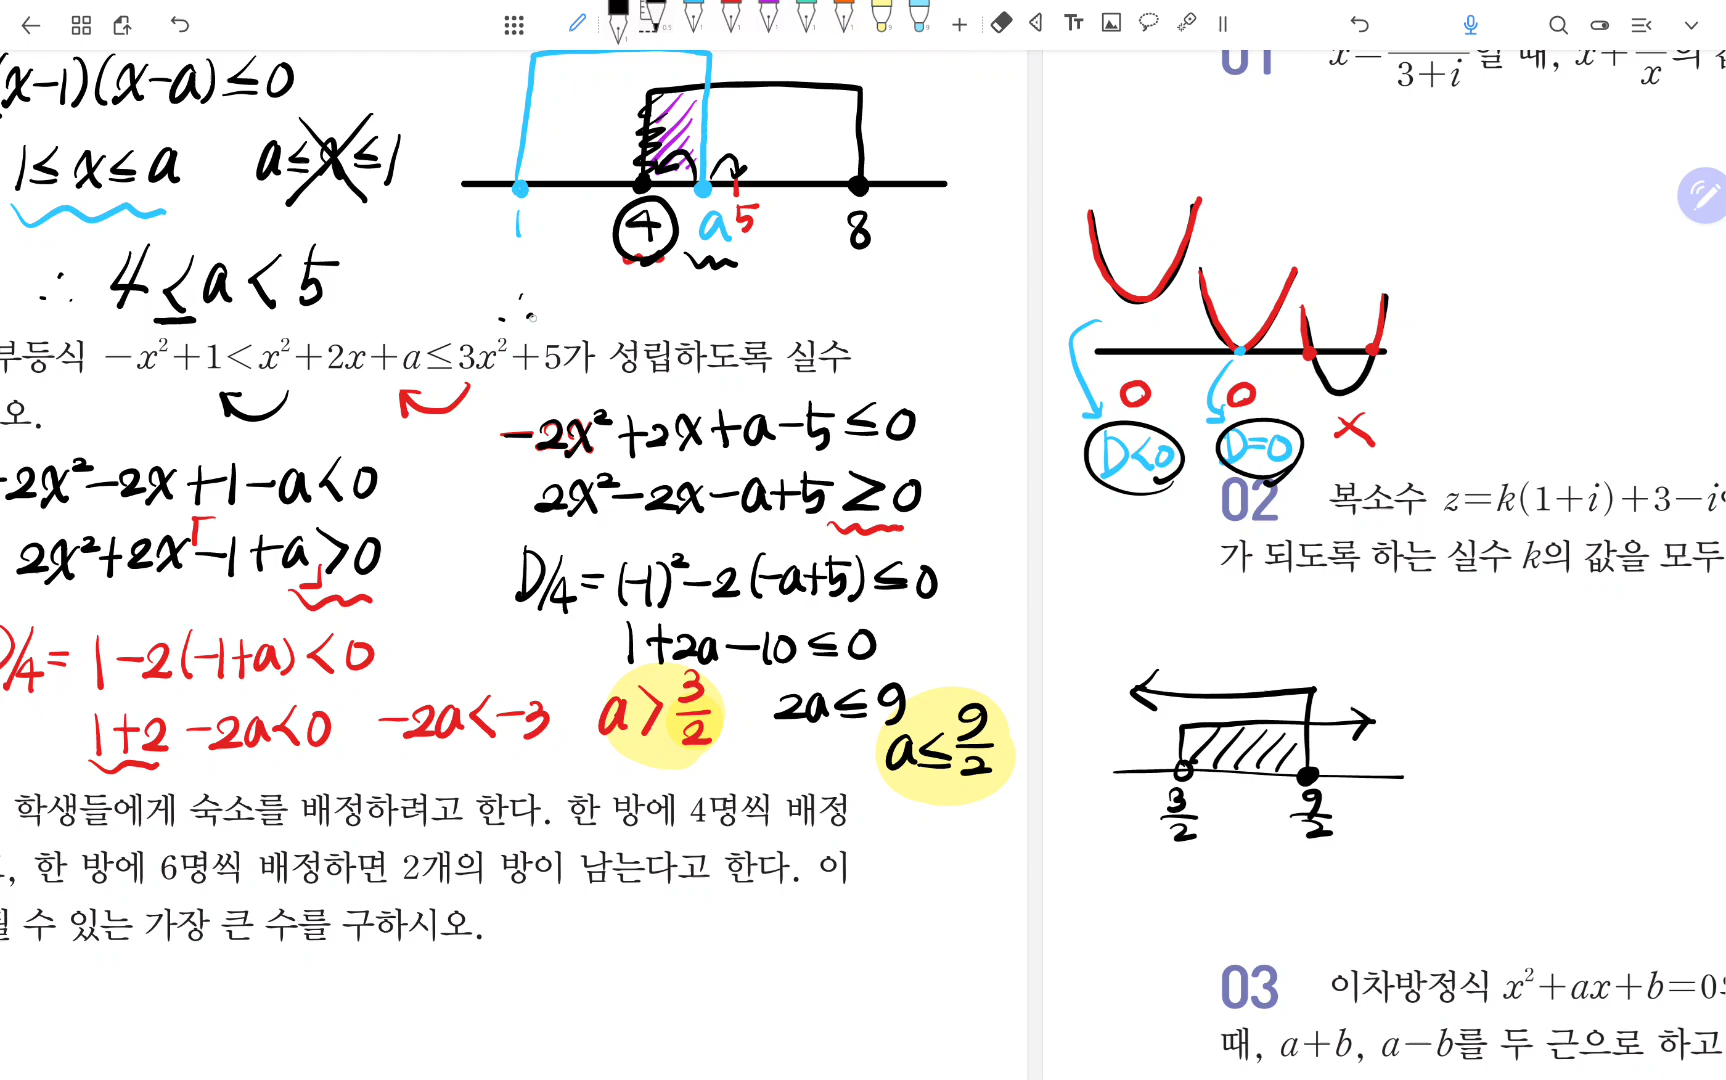 (x-1)(x-a)≤0
1≤x≤a a≤x≤1
∴ 4≤a<5
1 4 a 5 8
∴
부등식 -x²+1<x²+2x+a≤3x²+5가 성립하도록 실수
오.
-2x²-2x+1-a<0
2x²+2x-1+a>0
D/4= 1-2(-1+a)<0
1+2-2a<0 -2a<-3 a>3/2
-2x²+2x+a-5≤0
2x²-2x-a+5≥0
D/4=(-1)²-2(-a+5)≤0
1+2a-10≤0
2a≤9
a≤9/2
학생들에게 숙소를 배정하려고 한다. 한 방에 4명씩 배정
, 한 방에 6명씩 배정하면 2개의 방이 남는다고 한다. 이
수 있는 가장 큰 수를 구하시오.
01 x= 3+i 일 때, x+ x 의
O O X
D<0 D=0
02 복소수 z=k(1+i)+3-i
가 되도록 하는 실수 k의 값을 모두
3/2 9/2
03 이차방정식 x²+ax+b=0
때, a+b, a-b를 두 근으로 하고